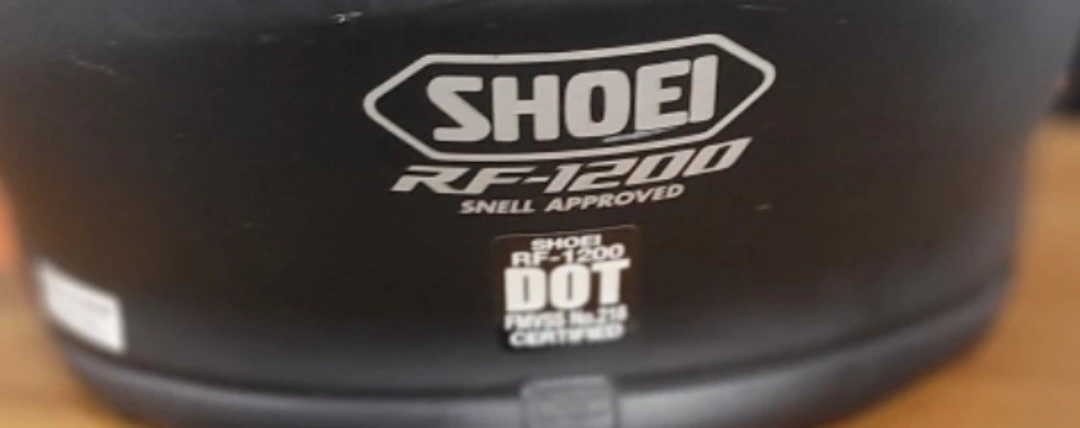 SHOEI
RF-1200
SNELL APPROVED
SHOEI
RF-1200
DOT
FMVSS No.218
CERTIFIED